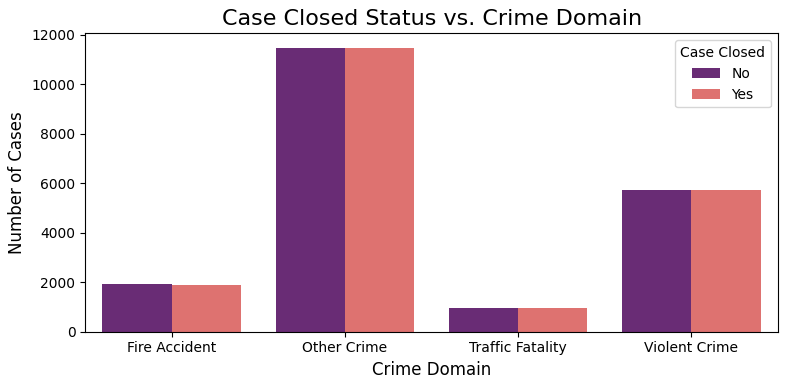 Case Closed Status vs. Crime Domain
Case Closed
No
Yes
Number of Cases
12000
10000
8000
6000
4000
2000
0
Fire Accident
Other Crime
Traffic Fatality
Violent Crime
Crime Domain